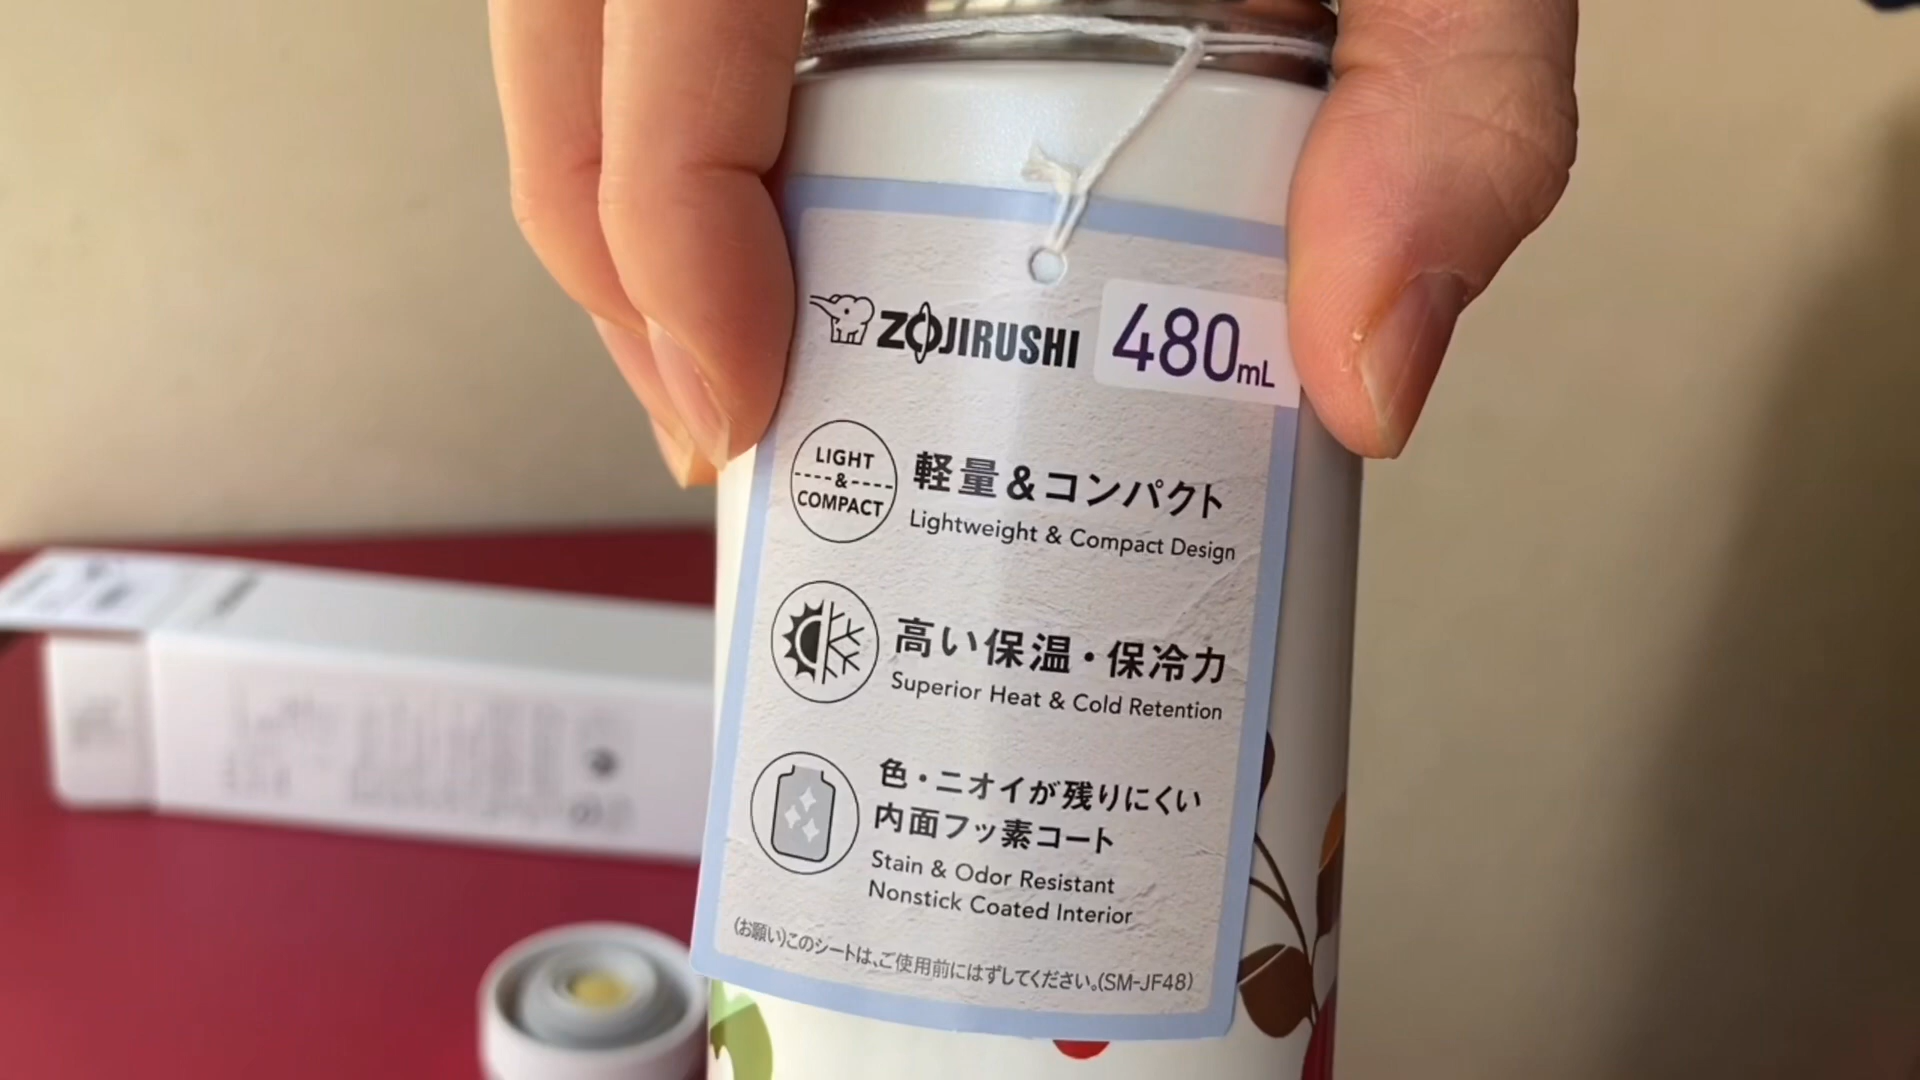 ZOJIRUSHI 480mL
LIGHT
&
COMPACT
軽量&コンパクト
Lightweight & Compact Design
高い保温・保冷力
Superior Heat & Cold Retention
色・ニオイが残りにくい
内面フッ素コート
Stain & Odor Resistant
Nonstick Coated Interior
(お願い)このシートは、ご使用前にはずしてください。(SM-JF48)